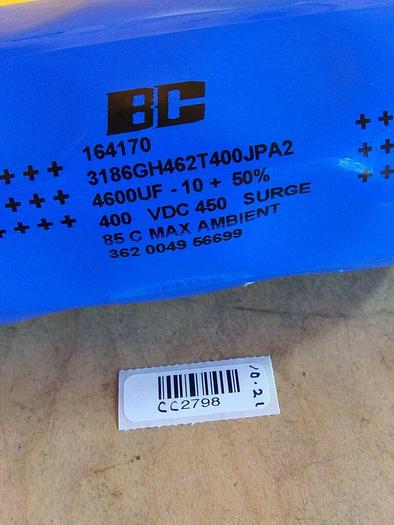 BC
164170
3186GH462T400JPA2
4600UF - 10 + 50%
400 VDC 450 SURGE
85 C MAX AMBIENT
362 0049 56699
CC2798
10.21